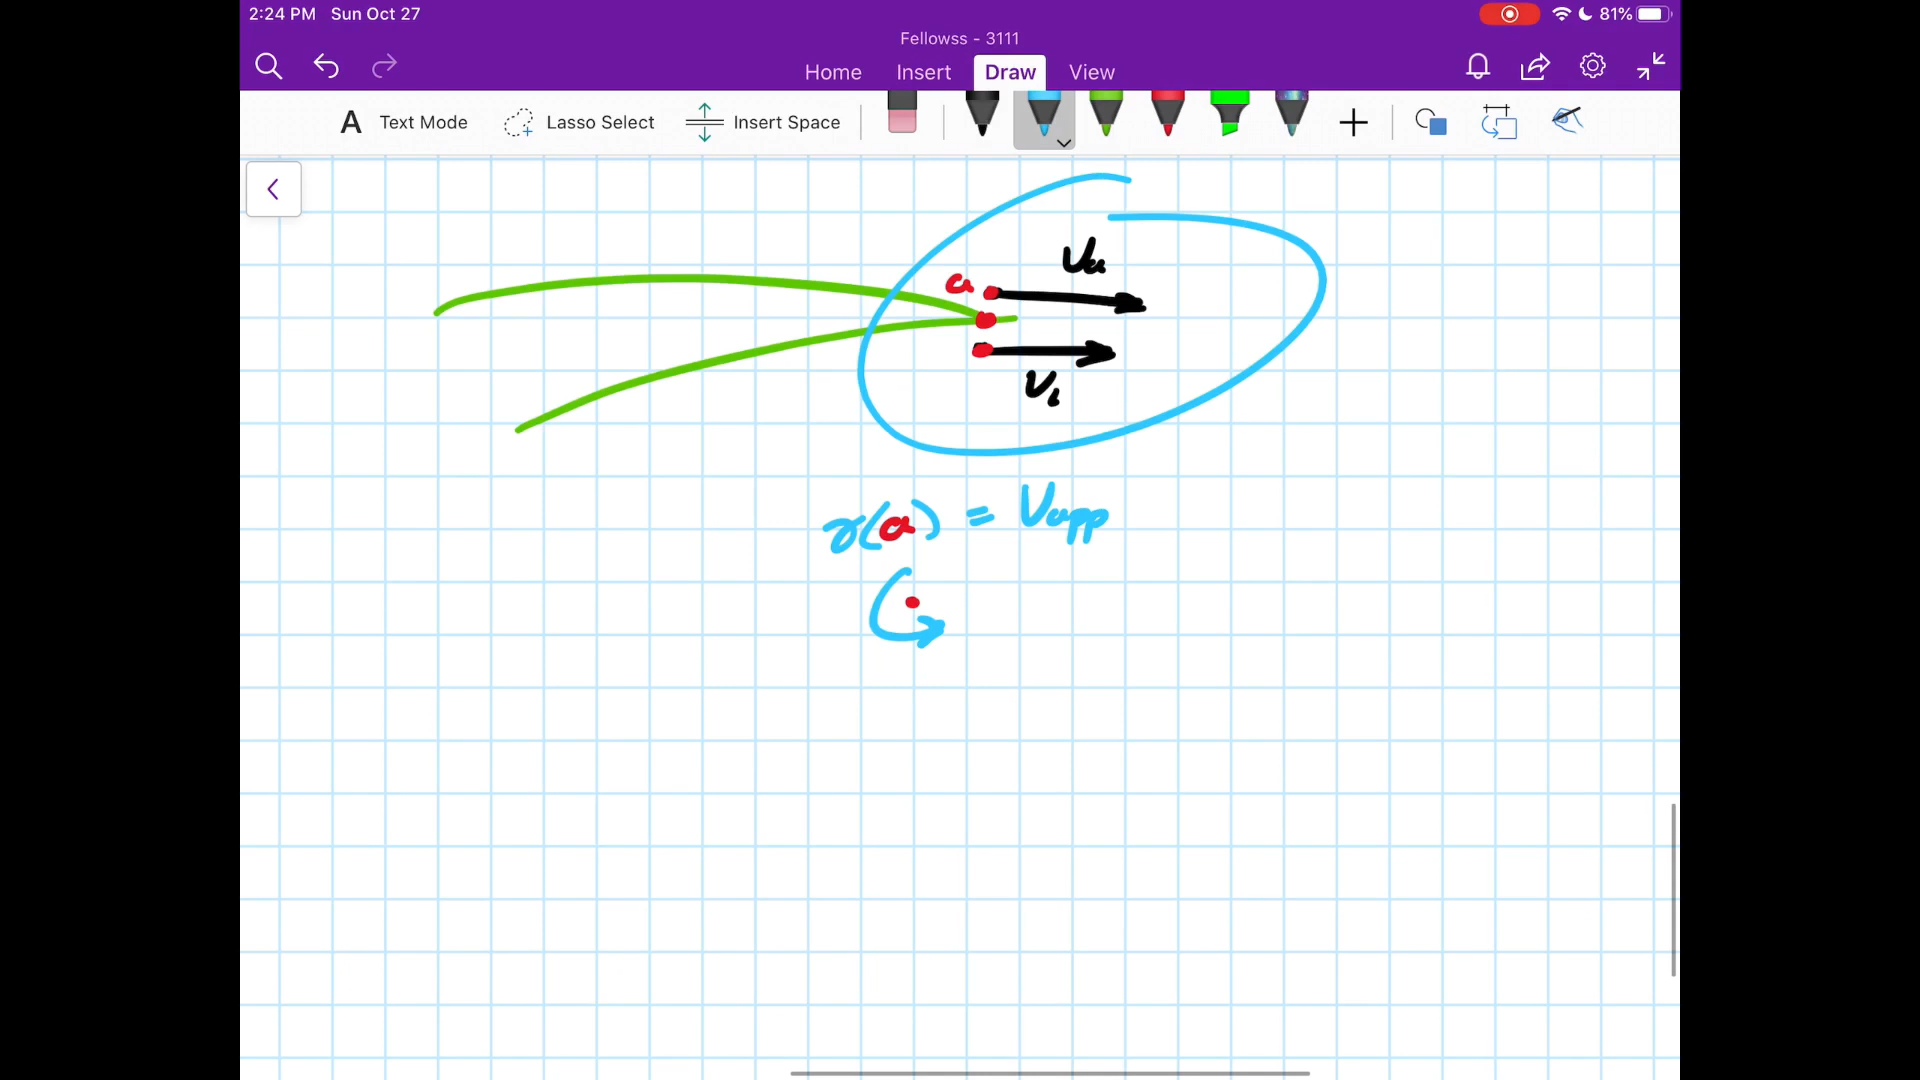 2:24 PM Sun Oct 27
81%
Fellowss - 3111
Home Insert Draw View
A Text Mode Lasso Select Insert Space
a
Vu
V
γ(a) = Vupp